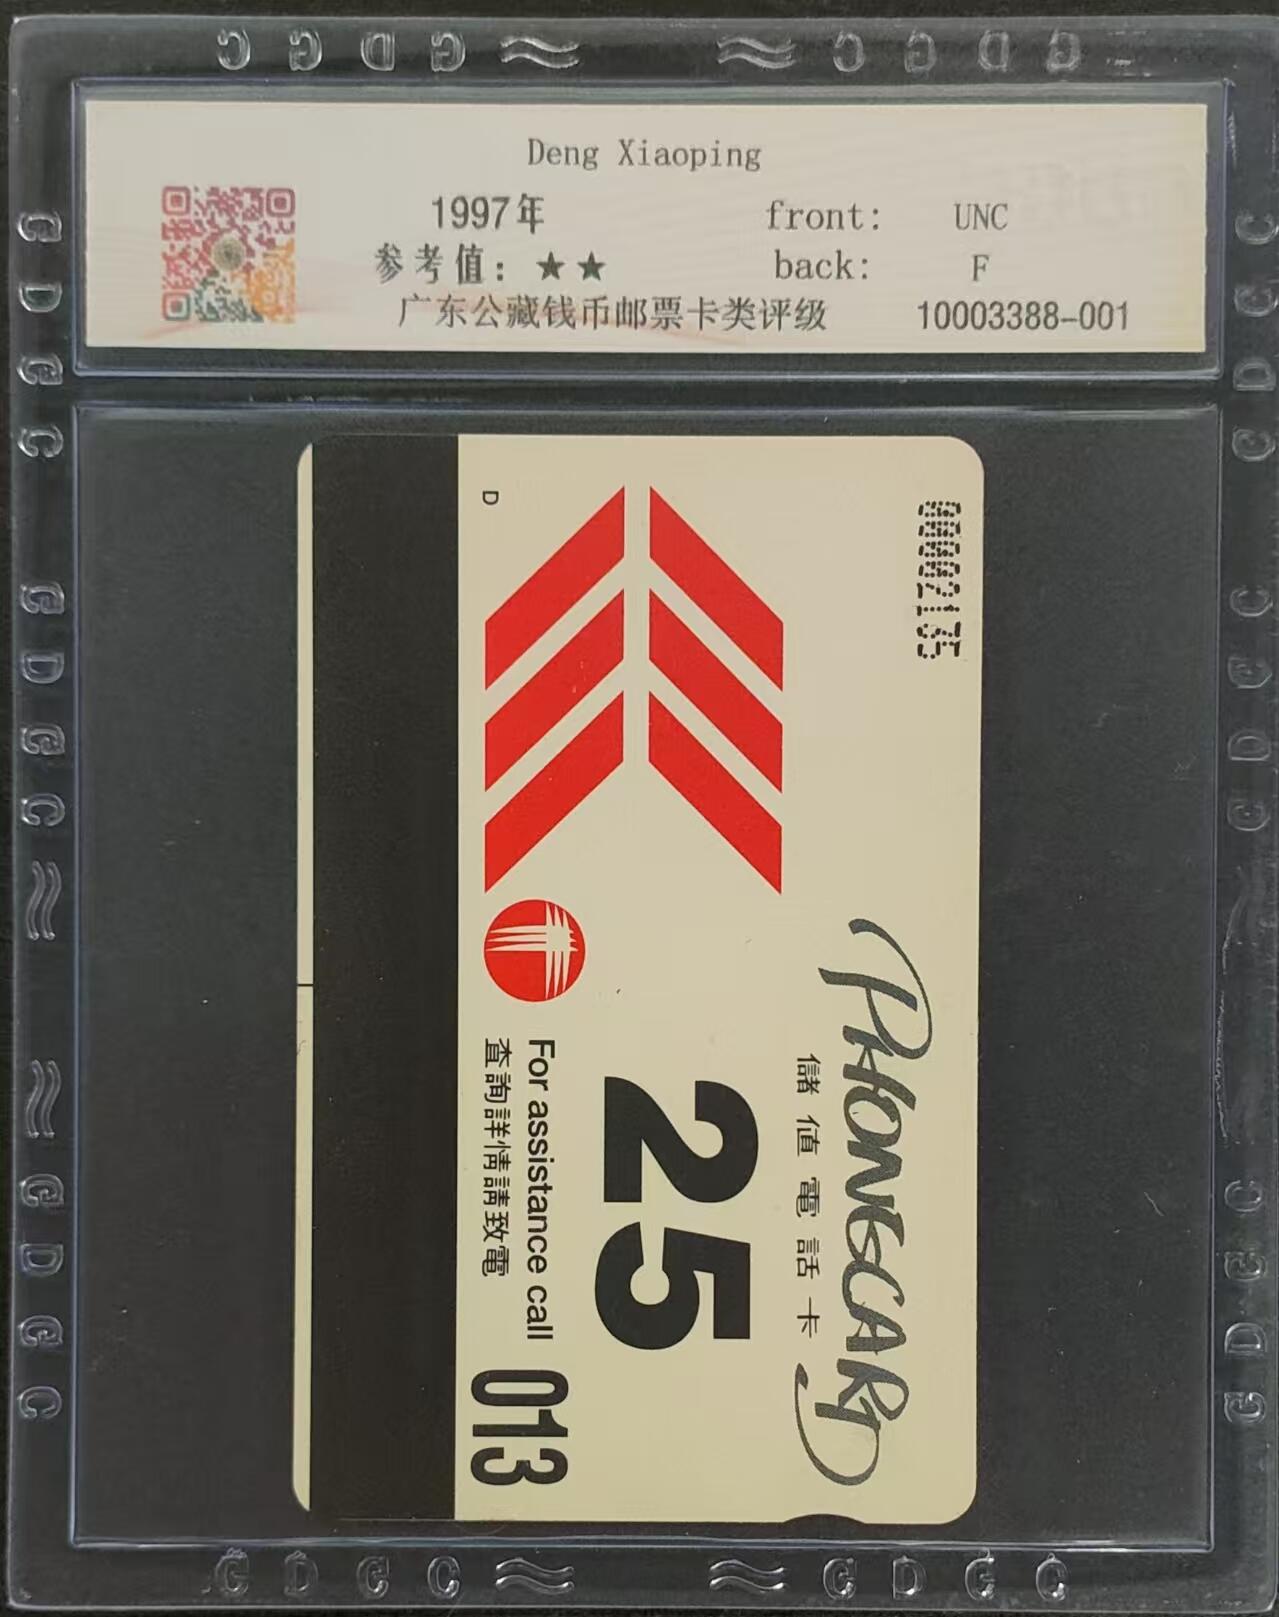 Deng Xiaoping
1997年
front: UNC
参考值：★★
back: F
广东公藏钱币邮票卡类评级
10003388-001
D
PHONECARD
儲值電話卡
25
For assistance call
查詢詳情請致電
013
GDGC